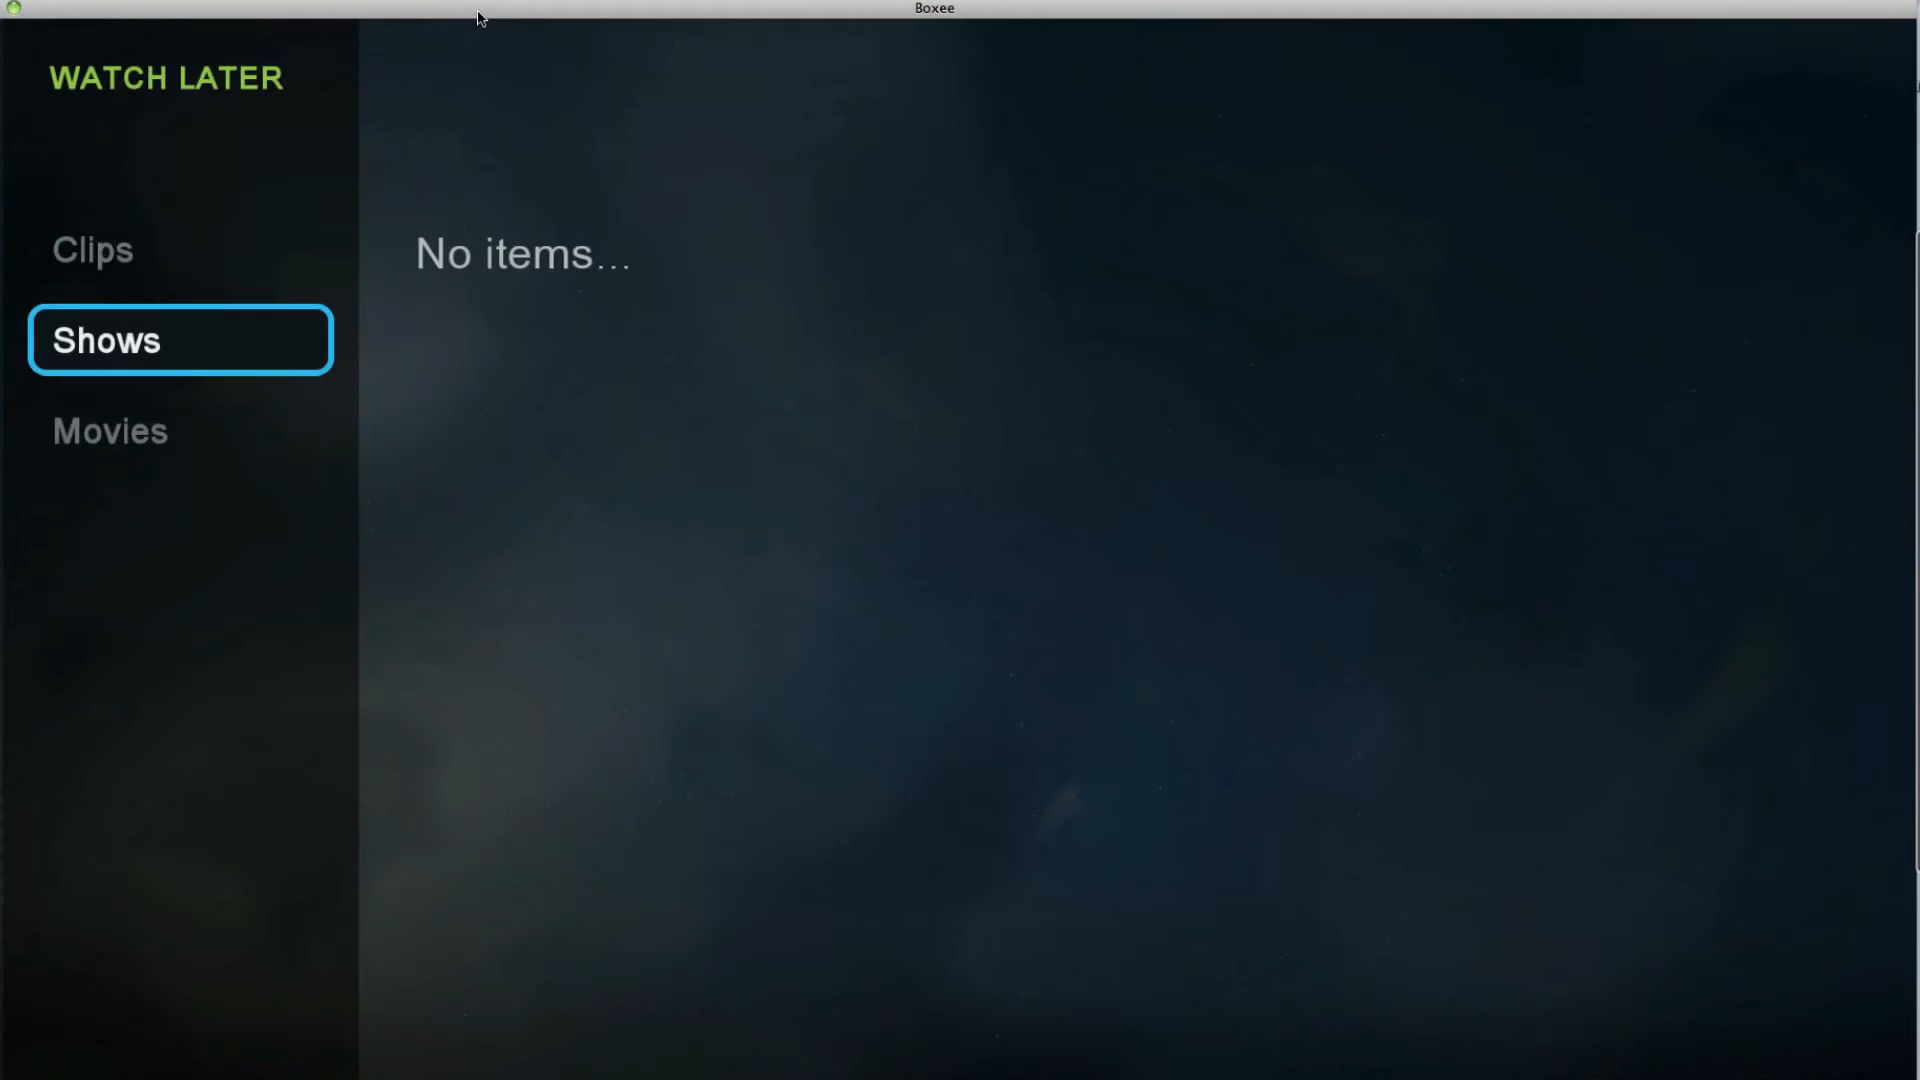 Boxee
WATCH LATER
Clips
No items...
Shows
Movies